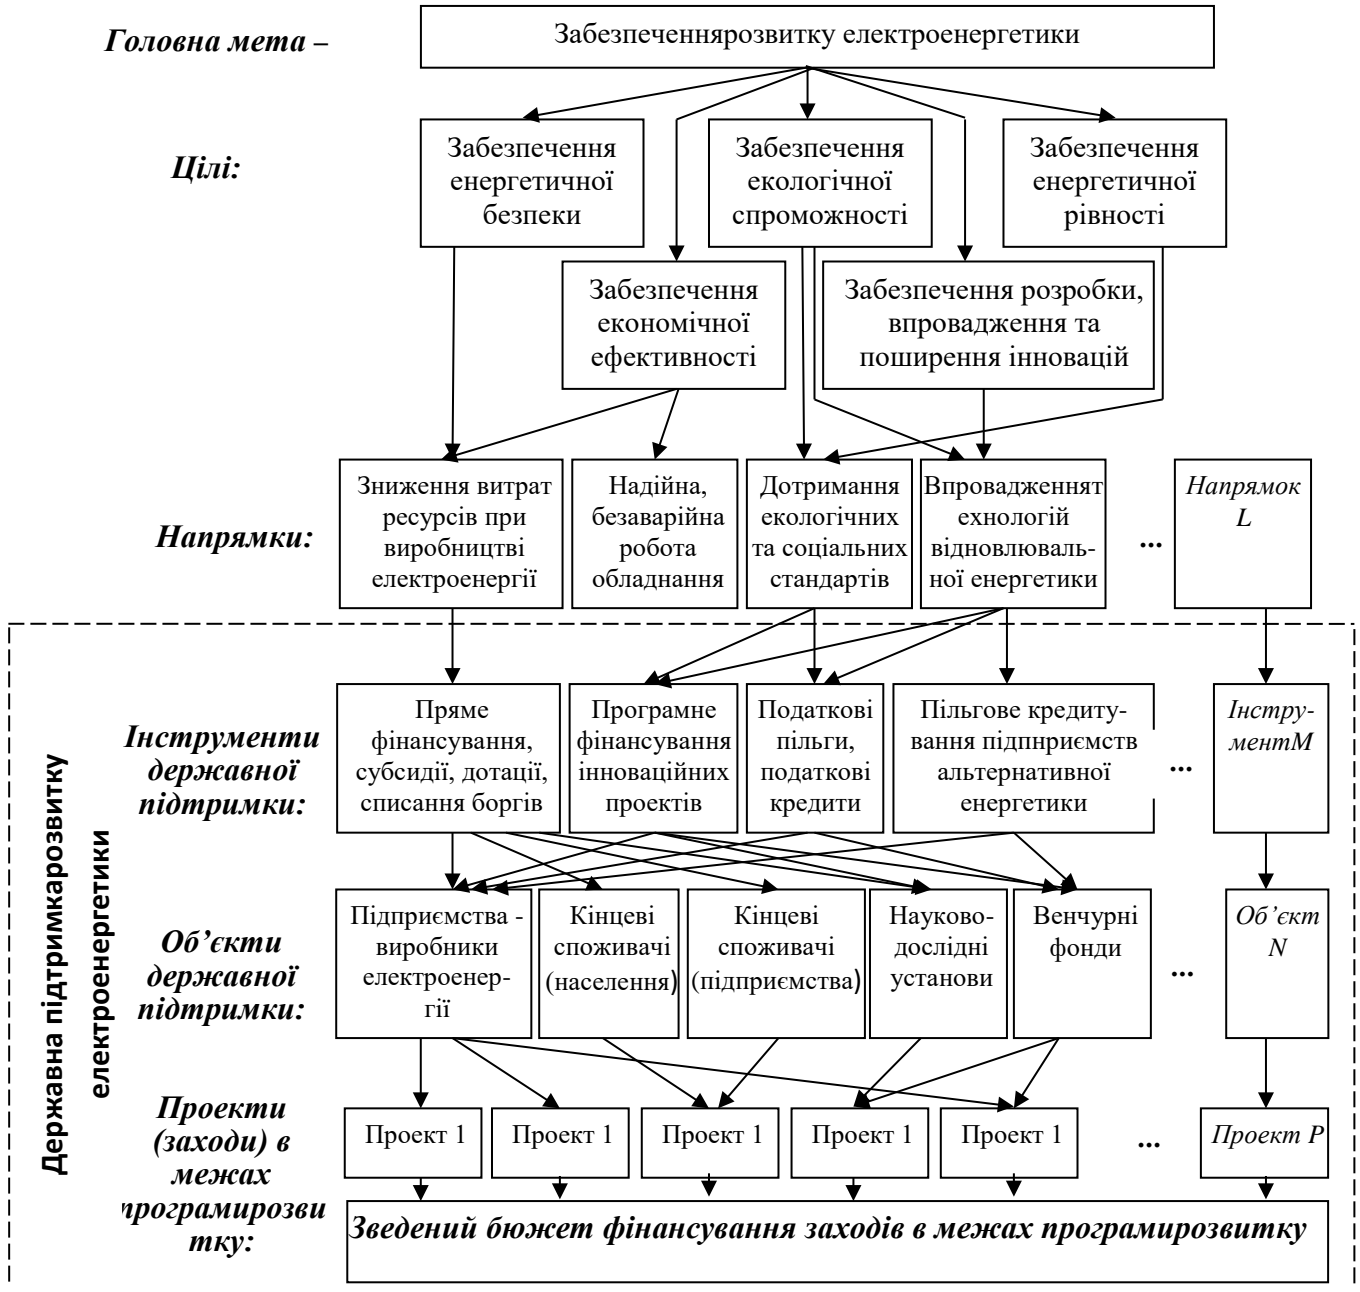 Головна мета –
Забезпеченнярозвитку електроенергетики
Цілі:
Забезпечення
енергетичної
безпеки
Забезпечення
екологічної
спроможності
Забезпечення
енергетичної
рівності
Забезпечення
економічної
ефективності
Забезпечення розробки,
впровадження та
поширення інновацій
Напрямки:
Зниження витрат
ресурсів при
виробництві
електроенергії
Надійна,
безаварійна
робота
обладнання
Дотримання
екологічних
та соціальних
стандартів
Впровадженнят
ехнологій
відновлюваль-
ної енергетики
...
Напрямок
L
Державна підтримкарозвитку
електроенергетики
Інструменти
державної
підтримки:
Пряме
фінансування,
субсидії, дотації,
списання боргів
Програмне
фінансування
інноваційних
проектів
Податкові
пільги,
податкові
кредити
Пільгове кредиту-
вання підпнриємств
альтернативної
енергетики
...
Інстру-
ментМ
Об’єкти
державної
підтримки:
Підприємства -
виробники
електроенер-
гії
Кінцеві
споживачі
(населення)
Кінцеві
споживачі
(підприємства)
Науково-
дослідні
установи
Венчурні
фонди
...
Об’єкт
N
Проекти
(заходи) в
межах
програмирозви
тку:
Проект 1
Проект 1
Проект 1
Проект 1
Проект 1
...
Проект P
Зведений бюжет фінансування заходів в межах програмирозвитку